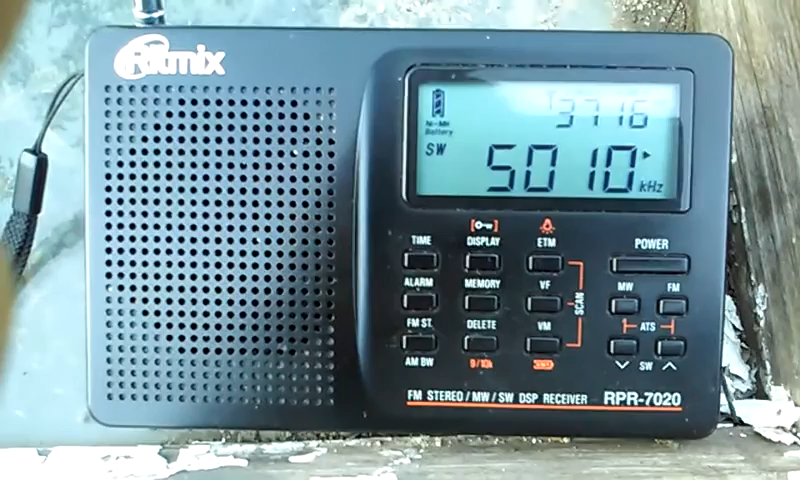 Ritmix
Ni-MH
Battery
3716
SW
5010 kHz
TIME
DISPLAY
ETM
POWER
ALARM
MEMORY
VF
MW
FM
SCAN
FM ST.
DELETE
VM
ATS
AM BW
9/10k
SW
FM STEREO / MW / SW DSP RECEIVER
RPR-7020